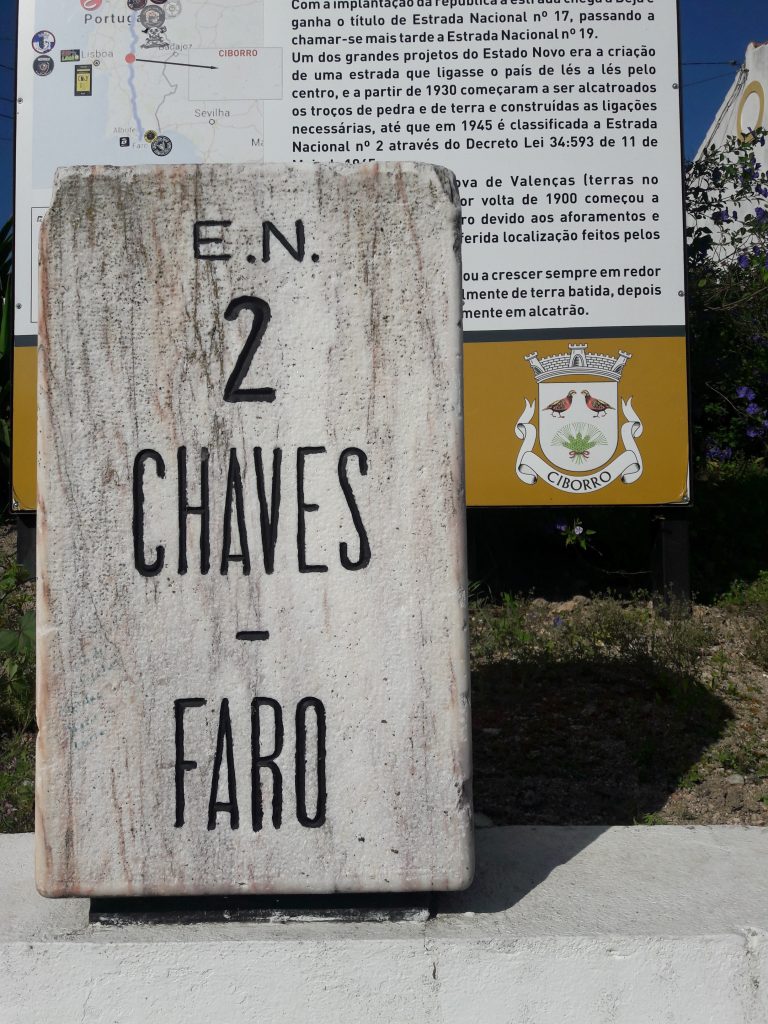 Portugal
Lisboa
Badajoz
CIBORRO
Sevilha
Faro
Com a implantação da república a estrada chega a Beja e
ganha o título de Estrada Nacional nº 17, passando a
chamar-se mais tarde a Estrada Nacional nº 19.
Um dos grandes projetos do Estado Novo era a criação
de uma estrada que ligasse o país de lés a lés pelo
centro, e a partir de 1930 começaram a ser alcatroados
os troços de pedra e de terra e construídas as ligações
necessárias, até que em 1945 é classificada a Estrada
Nacional nº 2 através do Decreto Lei 34:593 de 11 de
1945
ova de Valenças (terras no
or volta de 1900 começou a
ro devido aos aforamentos e
ferida localização feitos pelos
ou a crescer sempre em redor
lmente de terra batida, depois
mente em alcatrão.
CIBORRO
E.N.
2
CHAVES
-
FARO